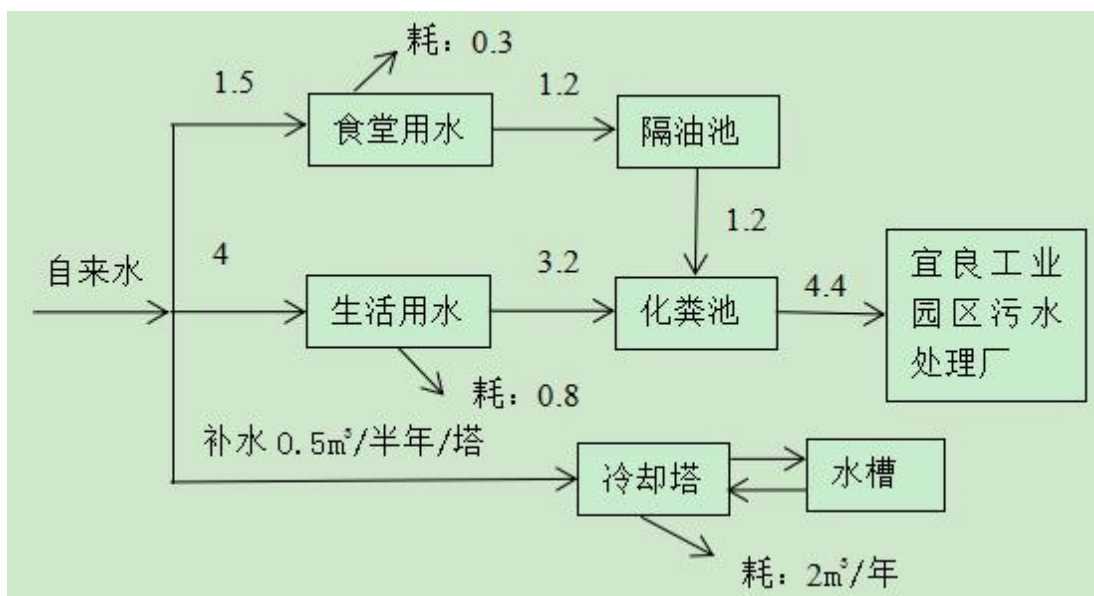 耗：0.3
1.5
1.2
食堂用水
隔油池
1.2
自来水
4
3.2
4.4
生活用水
化粪池
宜良工业
园区污水
处理厂
耗：0.8
补水0.5m³/半年/塔
冷却塔
水槽
耗：2m³/年